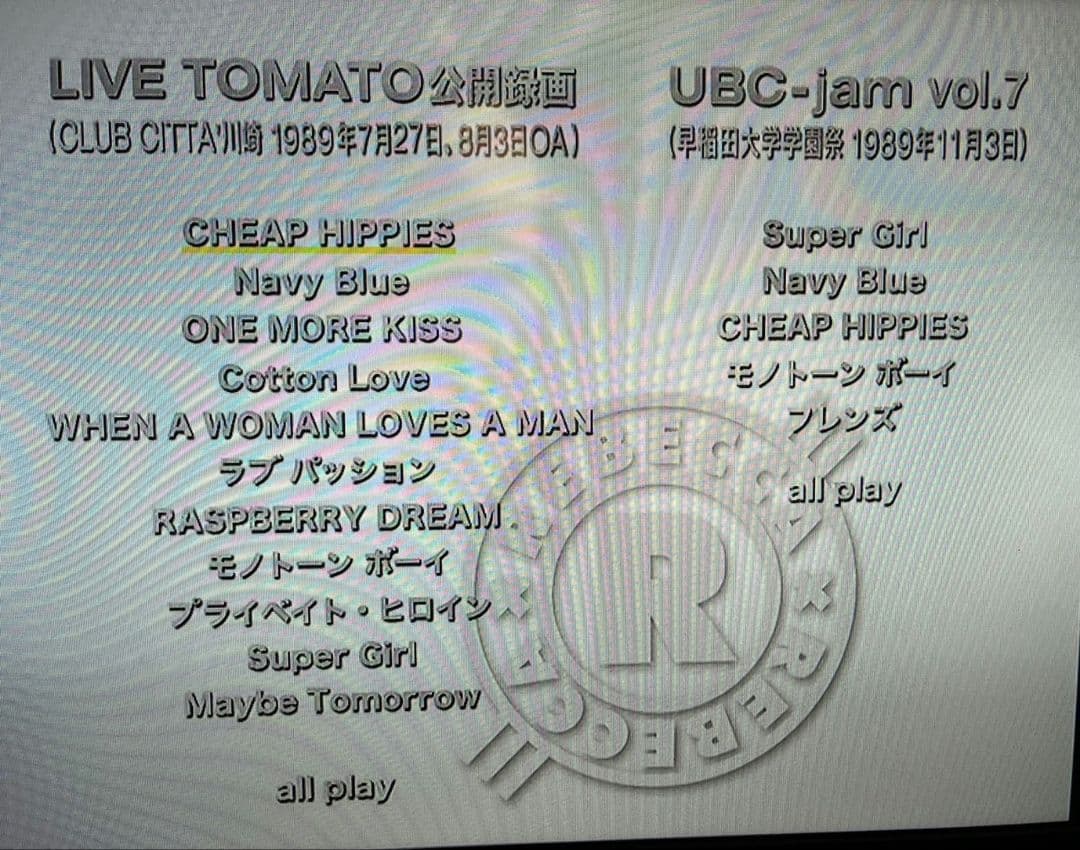 LIVE TOMATO公開録画
(CLUB CITTA'川崎 1989年7月27日、8月3日OA)
CHEAP HIPPIES
Navy Blue
ONE MORE KISS
Cotton Love
WHEN A WOMAN LOVES A MAN
ラブ パッション
RASPBERRY DREAM
モノトーン ボーイ
プライベイト・ヒロイン
Super Girl
Maybe Tomorrow
all play
UBC-jam vol.7
(早稲田大学学園祭 1989年11月3日)
Super Girl
Navy Blue
CHEAP HIPPIES
モノトーン ボーイ
フレンズ
all play
REBECCA × REBECCA ×
R